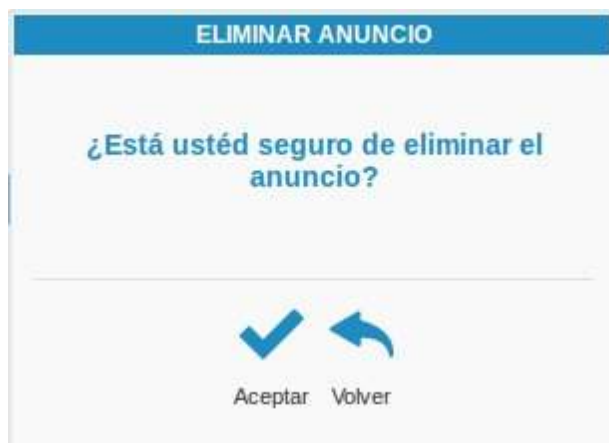 ELIMINAR ANUNCIO
¿Está ustéd seguro de eliminar el
anuncio?
Aceptar Volver